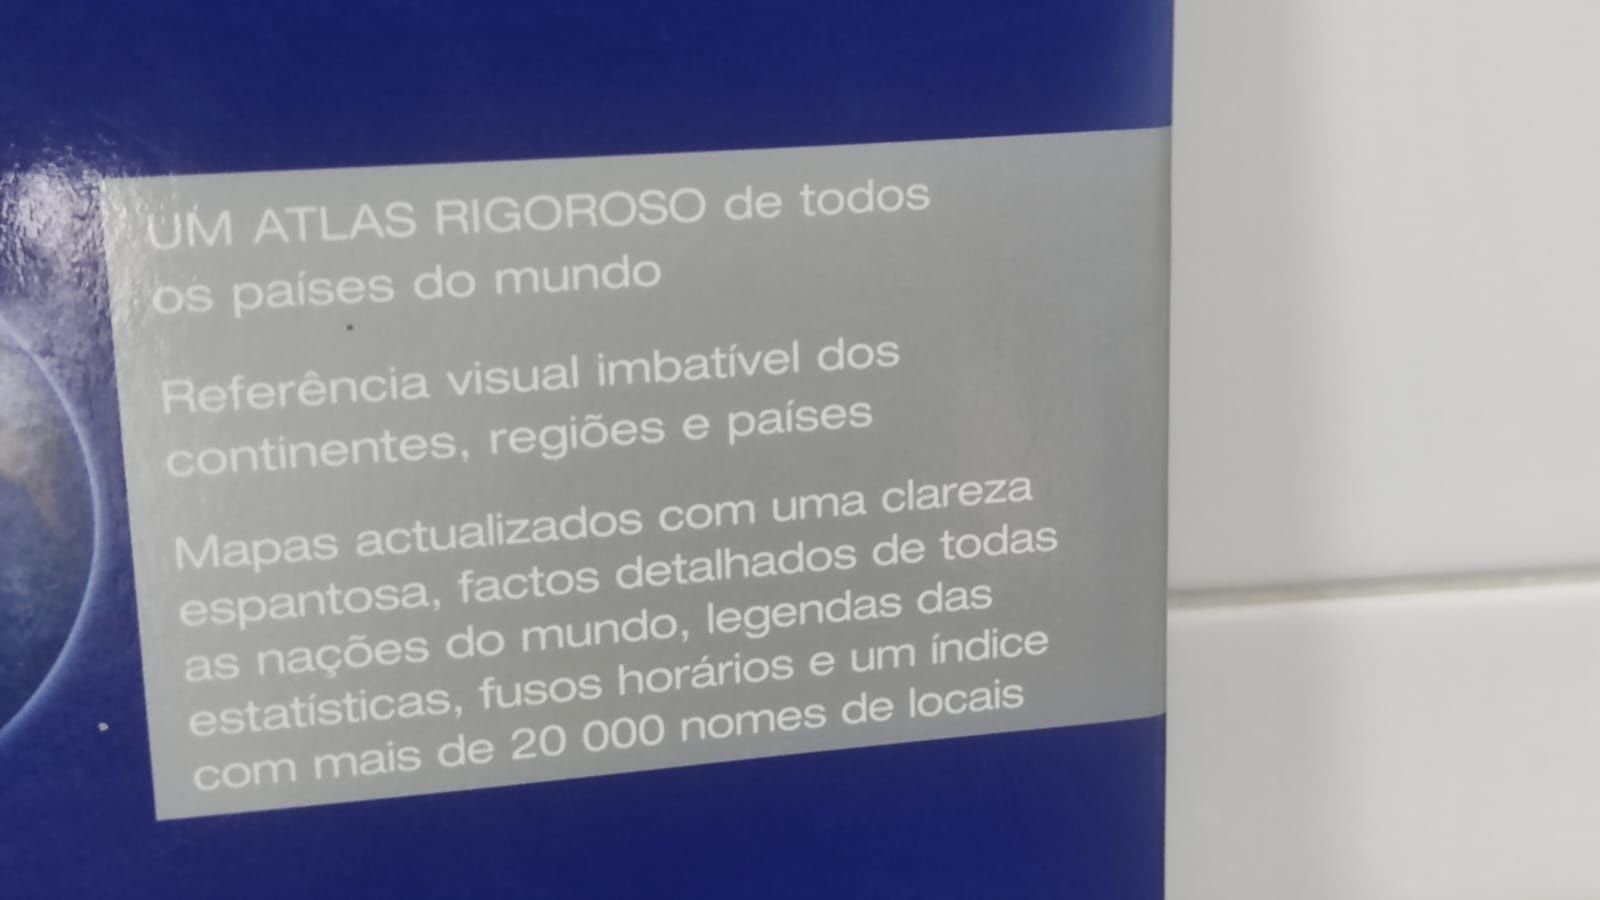 UM ATLAS RIGOROSO de todos
os países do mundo
Referência visual imbatível dos
continentes, regiões e países
Mapas actualizados com uma clareza
espantosa, factos detalhados de todas
as nações do mundo, legendas das
estatísticas, fusos horários e um índice
com mais de 20 000 nomes de locais